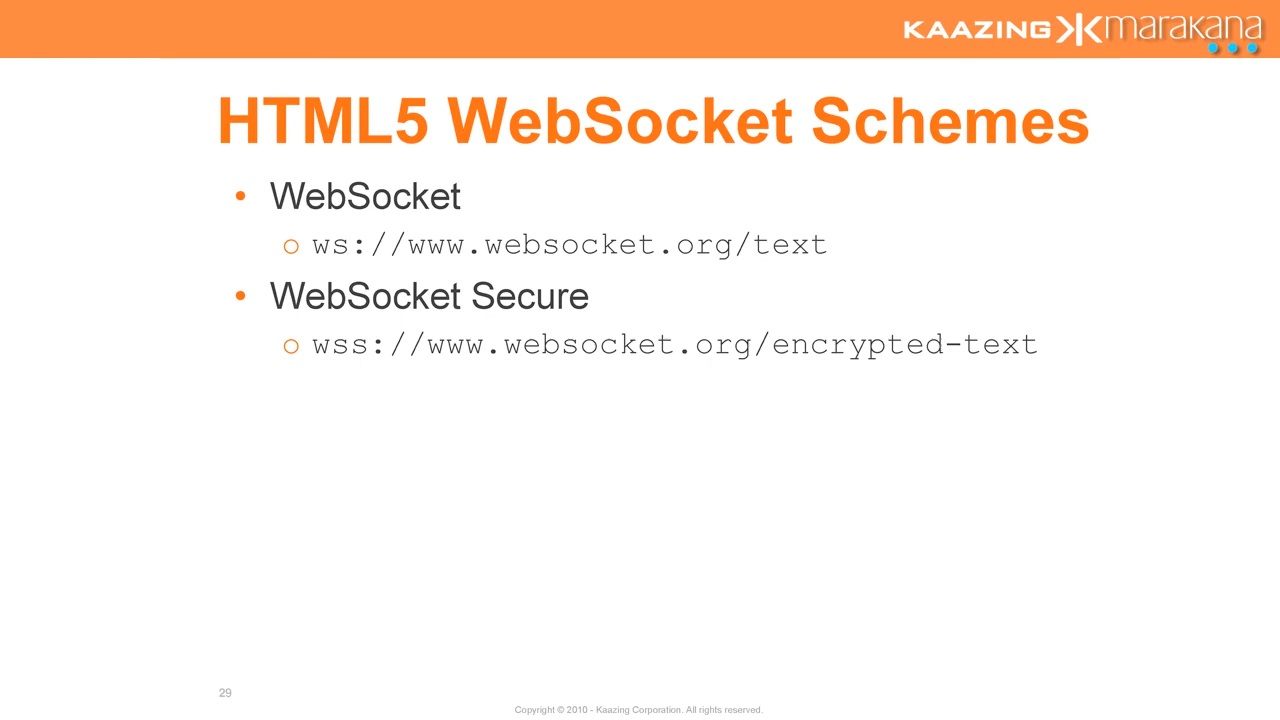 KAAZING marakana
HTML5 WebSocket Schemes
• WebSocket
o ws://www.websocket.org/text
• WebSocket Secure
o wss://www.websocket.org/encrypted-text
29
Copyright © 2010 - Kaazing Corporation. All rights reserved.